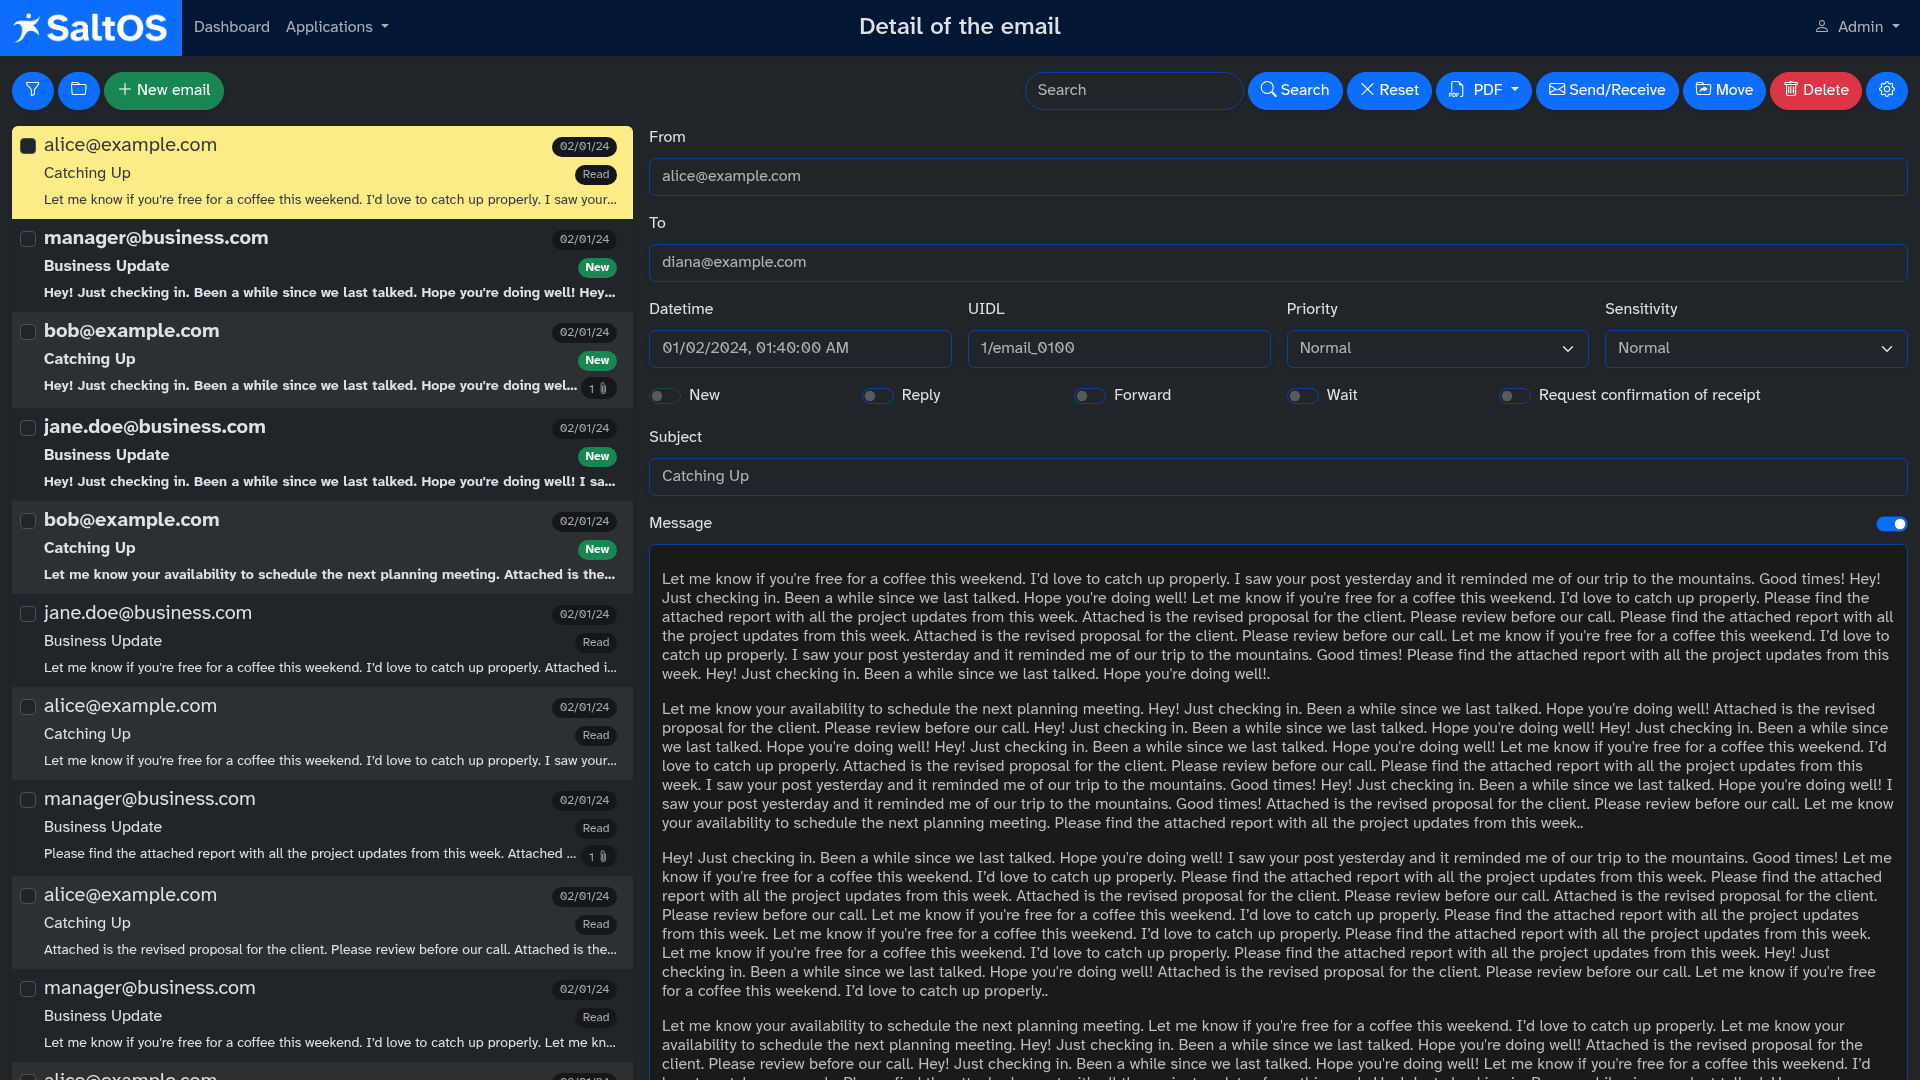 SaltOS
Dashboard
Applications
Detail of the email
Admin
New email
Search
Search
Reset
PDF
Send/Receive
Move
Delete
alice@example.com
02/01/24
Catching Up
Read
Let me know if you're free for a coffee this weekend. I'd love to catch up properly. I saw your...
manager@business.com
02/01/24
Business Update
New
Hey! Just checking in. Been a while since we last talked. Hope you're doing well! Hey...
bob@example.com
02/01/24
Catching Up
New
Hey! Just checking in. Been a while since we last talked. Hope you're doing wel...
1
jane.doe@business.com
02/01/24
Business Update
New
Hey! Just checking in. Been a while since we last talked. Hope you're doing well! I sa...
bob@example.com
02/01/24
Catching Up
New
Let me know your availability to schedule the next planning meeting. Attached is the...
jane.doe@business.com
02/01/24
Business Update
Read
Let me know if you're free for a coffee this weekend. I'd love to catch up properly. Attached i...
alice@example.com
02/01/24
Catching Up
Read
Let me know if you're free for a coffee this weekend. I'd love to catch up properly. I saw your...
manager@business.com
02/01/24
Business Update
Read
Please find the attached report with all the project updates from this week. Attached ...
1
alice@example.com
02/01/24
Catching Up
Read
Attached is the revised proposal for the client. Please review before our call. Attached is the...
manager@business.com
02/01/24
Business Update
Read
Let me know if you're free for a coffee this weekend. I'd love to catch up properly. Let me kn...
From
alice@example.com
To
diana@example.com
Datetime
UIDL
Priority
Sensitivity
01/02/2024, 01:40:00 AM
1/email_0100
Normal
Normal
New
Reply
Forward
Wait
Request confirmation of receipt
Subject
Catching Up
Message
Let me know if you're free for a coffee this weekend. I'd love to catch up properly. I saw your post yesterday and it reminded me of our trip to the mountains. Good times! Hey!
Just checking in. Been a while since we last talked. Hope you're doing well! Let me know if you're free for a coffee this weekend. I'd love to catch up properly. Please find the
attached report with all the project updates from this week. Attached is the revised proposal for the client. Please review before our call. Please find the attached report with all
the project updates from this week. Attached is the revised proposal for the client. Please review before our call. Let me know if you're free for a coffee this weekend. I'd love to
catch up properly. I saw your post yesterday and it reminded me of our trip to the mountains. Good times! Please find the attached report with all the project updates from this
week. Hey! Just checking in. Been a while since we last talked. Hope you're doing well!.
Let me know your availability to schedule the next planning meeting. Hey! Just checking in. Been a while since we last talked. Hope you're doing well! Attached is the revised
proposal for the client. Please review before our call. Hey! Just checking in. Been a while since we last talked. Hope you're doing well! Hey! Just checking in. Been a while since
we last talked. Hope you're doing well! Hey! Just checking in. Been a while since we last talked. Hope you're doing well! Let me know if you're free for a coffee this weekend. I'd
love to catch up properly. Attached is the revised proposal for the client. Please review before our call. Please find the attached report with all the project updates from this
week. I saw your post yesterday and it reminded me of our trip to the mountains. Good times! Hey! Just checking in. Been a while since we last talked. Hope you're doing well! I
saw your post yesterday and it reminded me of our trip to the mountains. Good times! Attached is the revised proposal for the client. Please review before our call. Let me know
your availability to schedule the next planning meeting. Please find the attached report with all the project updates from this week..
Hey! Just checking in. Been a while since we last talked. Hope you're doing well! I saw your post yesterday and it reminded me of our trip to the mountains. Good times! Let me
know if you're free for a coffee this weekend. I'd love to catch up properly. Please find the attached report with all the project updates from this week. Please find the attached
report with all the project updates from this week. Attached is the revised proposal for the client. Please review before our call. Attached is the revised proposal for the client.
Please review before our call. Let me know if you're free for a coffee this weekend. I'd love to catch up properly. Please find the attached report with all the project updates
from this week. Let me know if you're free for a coffee this weekend. I'd love to catch up properly. Please find the attached report with all the project updates from this week.
Let me know if you're free for a coffee this weekend. I'd love to catch up properly. Please find the attached report with all the project updates from this week. Hey! Just
checking in. Been a while since we last talked. Hope you're doing well! Attached is the revised proposal for the client. Please review before our call. Let me know if you're free
for a coffee this weekend. I'd love to catch up properly..
Let me know your availability to schedule the next planning meeting. Let me know if you're free for a coffee this weekend. I'd love to catch up properly. Let me know your
availability to schedule the next planning meeting. Hey! Just checking in. Been a while since we last talked. Hope you're doing well! Attached is the revised proposal for the
client. Please review before our call. Hey! Just checking in. Been a while since we last talked. Hope you're doing well! Let me know if you're free for a coffee this weekend. I'd